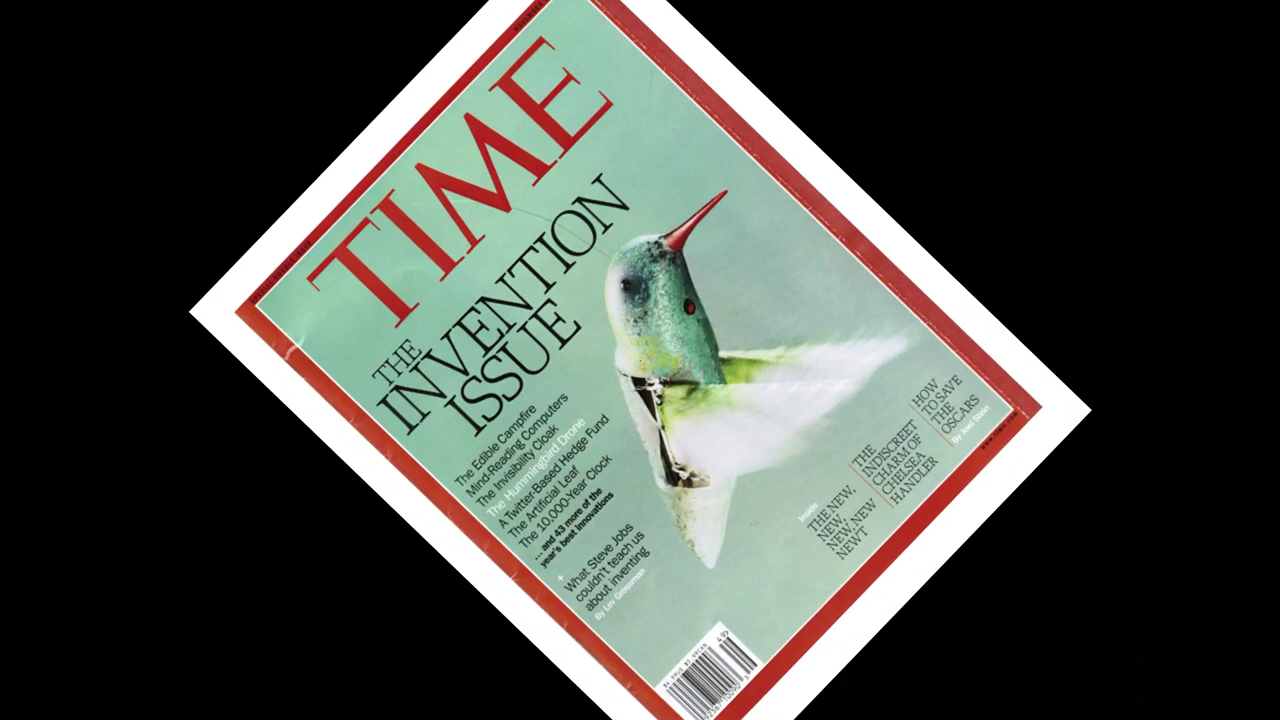 TIME
THE
INVENTION
ISSUE
The Edible Campfire
Mind-Reading Computers
The Invisibility Cloak
The Hummingbird Drone
A Twitter-Based Hedge Fund
The Artificial Leaf
The 10,000-Year Clock
... and 43 more of the
year's best innovations
+
What Steve Jobs
couldn't teach us
about inventing
By Lev Grossman
Inside
THE NEW,
NEW,
NEW, NEW
NEWT
THE
INDISCREET
CHARM OF
CHELSEA
HANDLER
HOW
TO SAVE
THE
OSCARS
By Joel Stein